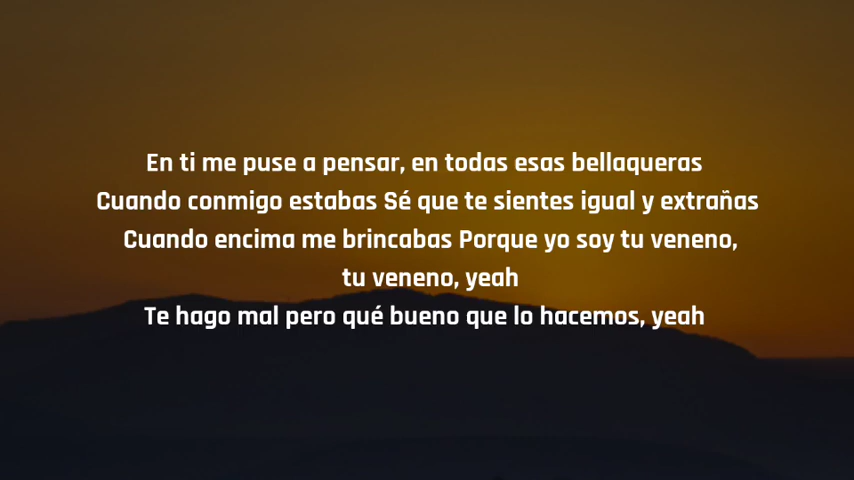 En ti me puse a pensar, en todas esas bellaqueras
Cuando conmigo estabas Sé que te sientes igual y extrañas
Cuando encima me brincabas Porque yo soy tu veneno,
tu veneno, yeah
Te hago mal pero qué bueno que lo hacemos, yeah